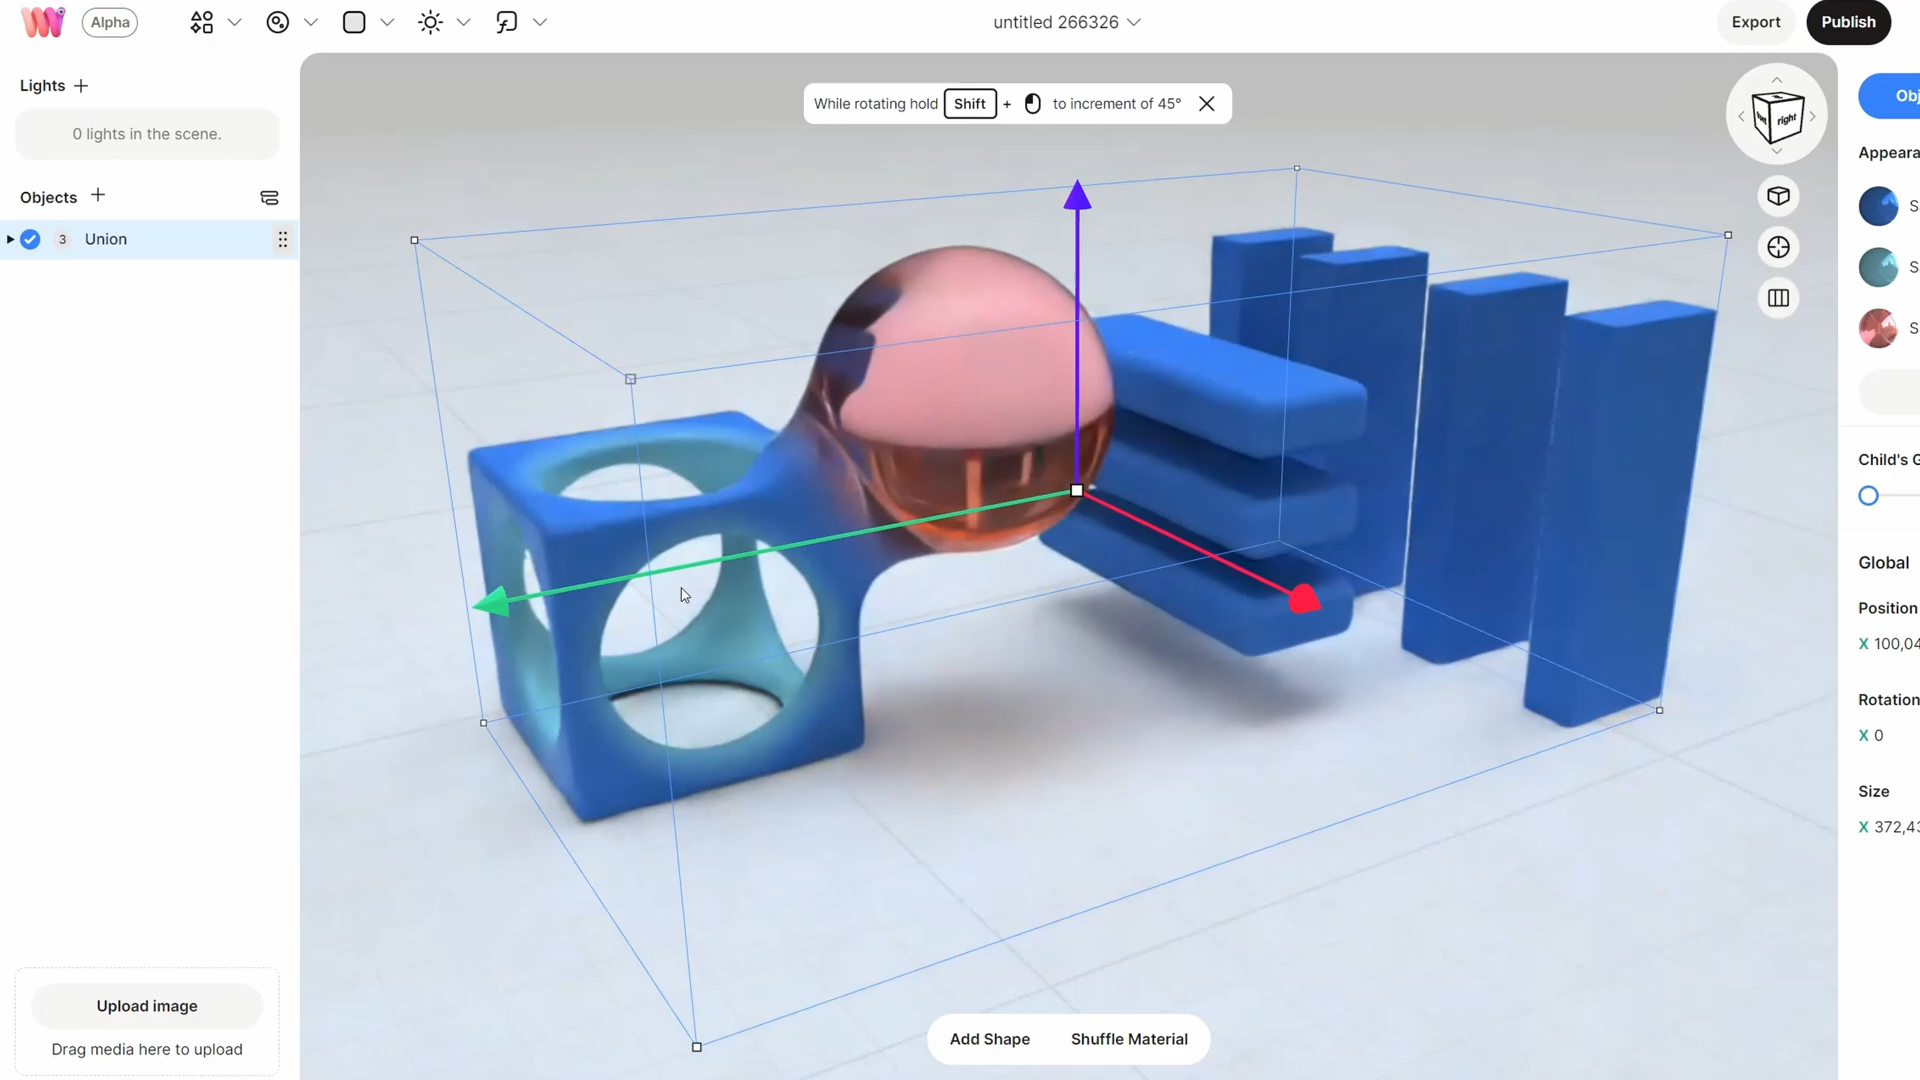 Alpha
untitled 266326
Export
Publish
Lights
0 lights in the scene.
Objects
3 Union
While rotating hold Shift + to increment of 45°
right
Obj
Appeara
S
S
S
Child's G
Global
Position
X 100,04
Rotation
X 0
Size
X 372,43
Upload image
Drag media here to upload
Add Shape
Shuffle Material